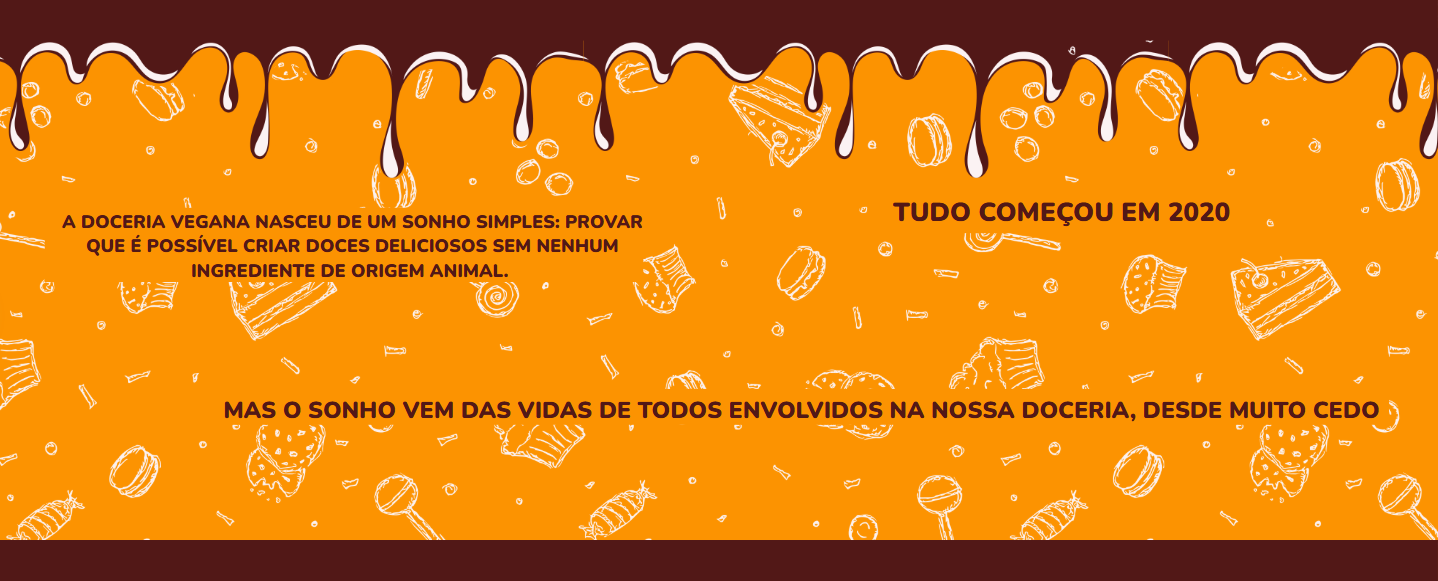 A DOCERIA VEGANA NASCEU DE UM SONHO SIMPLES: PROVAR
QUE É POSSÍVEL CRIAR DOCES DELICIOSOS SEM NENHUM
INGREDIENTE DE ORIGEM ANIMAL.
TUDO COMEÇOU EM 2020
MAS O SONHO VEM DAS VIDAS DE TODOS ENVOLVIDOS NA NOSSA DOCERIA, DESDE MUITO CEDO